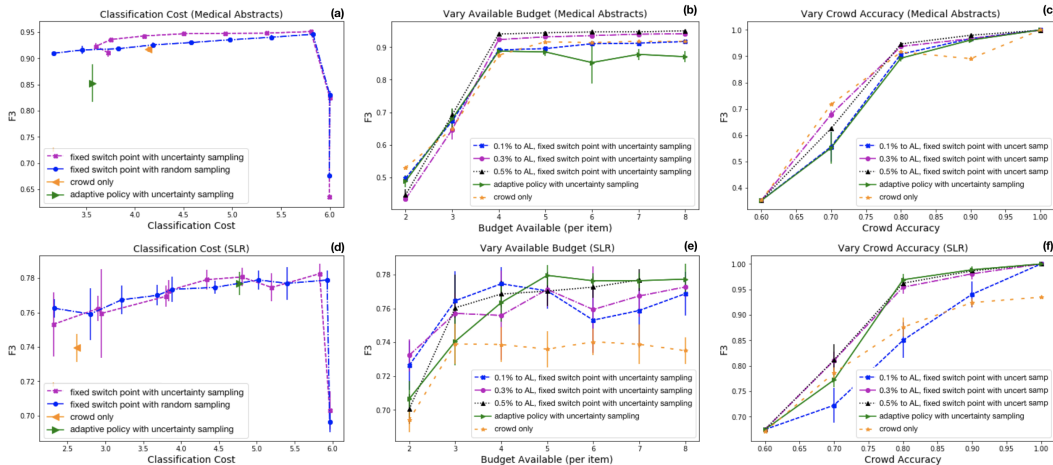 Classification Cost (Medical Abstracts)
(a)
0.95
0.90
0.85
0.80
0.75
0.70
0.65
F3
fixed switch point with uncertainty sampling
fixed switch point with random sampling
crowd only
adaptive policy with uncertainty sampling
3.5 4.0 4.5 5.0 5.5 6.0
Classification Cost
Vary Available Budget (Medical Abstracts)
(b)
0.9
0.8
0.7
0.6
0.5
0.4
F3
0.1% to AL, fixed switch point with uncertainty sampling
0.3% to AL, fixed switch point with uncertainty sampling
0.5% to AL, fixed switch point with uncertainty sampling
adaptive policy with uncertainty sampling
crowd only
2 3 4 5 6 7 8
Budget Available (per item)
Vary Crowd Accuracy (Medical Abstracts)
(c)
1.0
0.9
0.8
0.7
0.6
0.5
0.4
F3
0.1% to AL, fixed switch point with uncert samp
0.3% to AL, fixed switch point with uncert samp
0.5% to AL, fixed switch point with uncert samp
adaptive policy with uncertainty sampling
crowd only
0.60 0.70 0.80 0.90 1.00
Crowd Accuracy
Classification Cost (SLR)
(d)
0.78
0.76
0.74
0.72
0.70
F3
fixed switch point with uncertainty sampling
fixed switch point with random sampling
crowd only
adaptive policy with uncertainty sampling
2.5 3.0 3.5 4.0 4.5 5.0 5.5 6.0
Classification Cost
Vary Available Budget (SLR)
(e)
0.78
0.76
0.74
0.72
0.70
F3
0.1% to AL, fixed switch point with uncertainty sampling
0.3% to AL, fixed switch point with uncertainty sampling
0.5% to AL, fixed switch point with uncertainty sampling
adaptive policy with uncertainty sampling
crowd only
2 3 4 5 6 7 8
Budget Available (per item)
Vary Crowd Accuracy (SLR)
(f)
1.00
0.95
0.90
0.85
0.80
0.75
0.70
F3
0.1% to AL, fixed switch point with uncert samp
0.3% to AL, fixed switch point with uncert samp
0.5% to AL, fixed switch point with uncert samp
adaptive policy with uncertainty sampling
crowd only
0.60 0.70 0.80 0.90 1.00
Crowd Accuracy